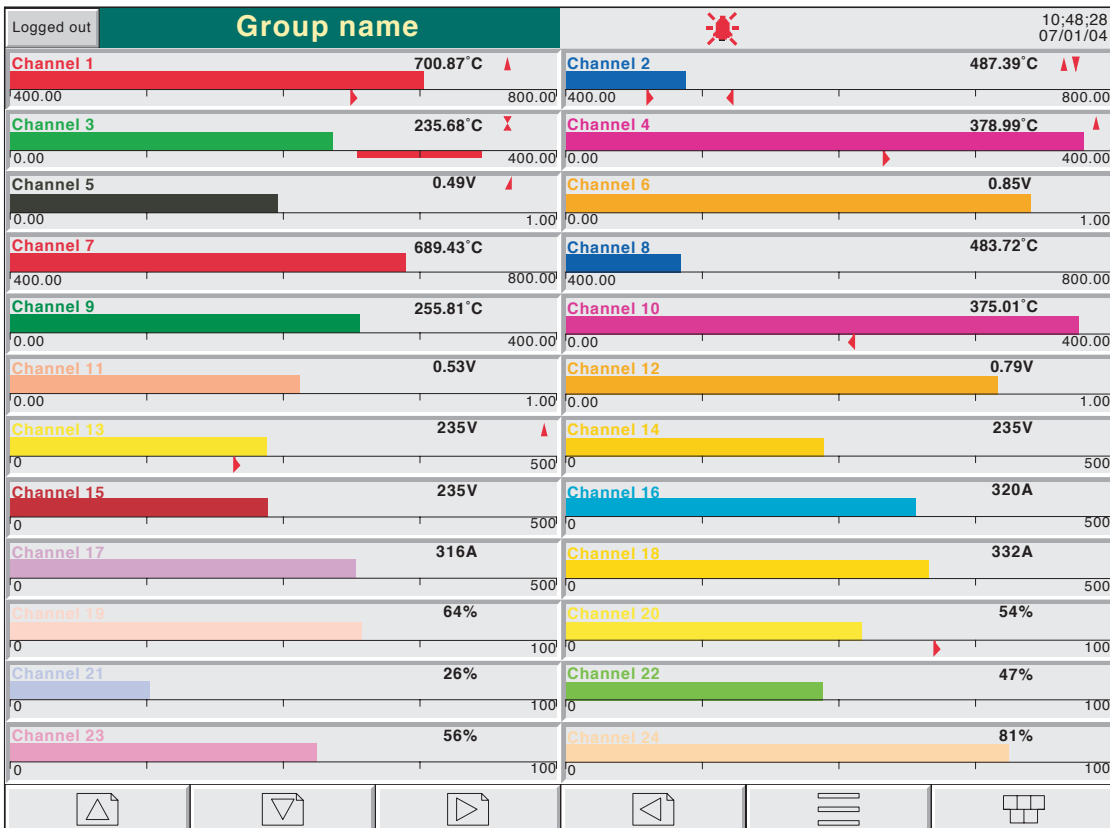 Logged out
Group name
10;48;28
07/01/04
Channel 1 700.87°C
400.00 800.00
Channel 2 487.39°C
400.00 800.00
Channel 3 235.68°C
0.00 400.00
Channel 4 378.99°C
0.00 400.00
Channel 5 0.49V
0.00 1.00
Channel 6 0.85V
0.00 1.00
Channel 7 689.43°C
400.00 800.00
Channel 8 483.72°C
400.00 800.00
Channel 9 255.81°C
0.00 400.00
Channel 10 375.01°C
0.00 400.00
Channel 11 0.53V
0.00 1.00
Channel 12 0.79V
0.00 1.00
Channel 13 235V
0 500
Channel 14 235V
0 500
Channel 15 235V
0 500
Channel 16 320A
0 500
Channel 17 316A
0 500
Channel 18 332A
0 500
Channel 19 64%
0 100
Channel 20 54%
0 100
Channel 21 26%
0 100
Channel 22 47%
0 100
Channel 23 56%
0 100
Channel 24 81%
0 100